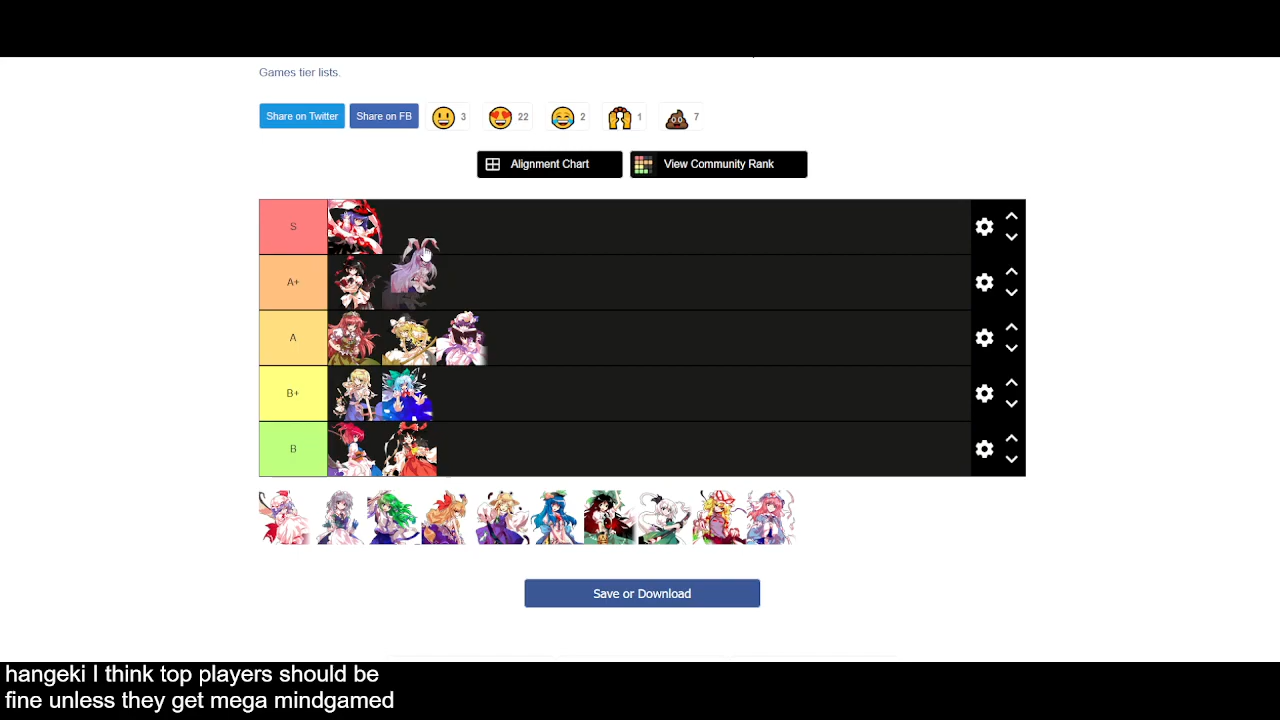 Games tier lists.
Share on Twitter Share on FB 3 22 2 1 7
Alignment Chart View Community Rank
S
A+
A
B+
B
Save or Download
hangeki I think top players should be
fine unless they get mega mindgamed